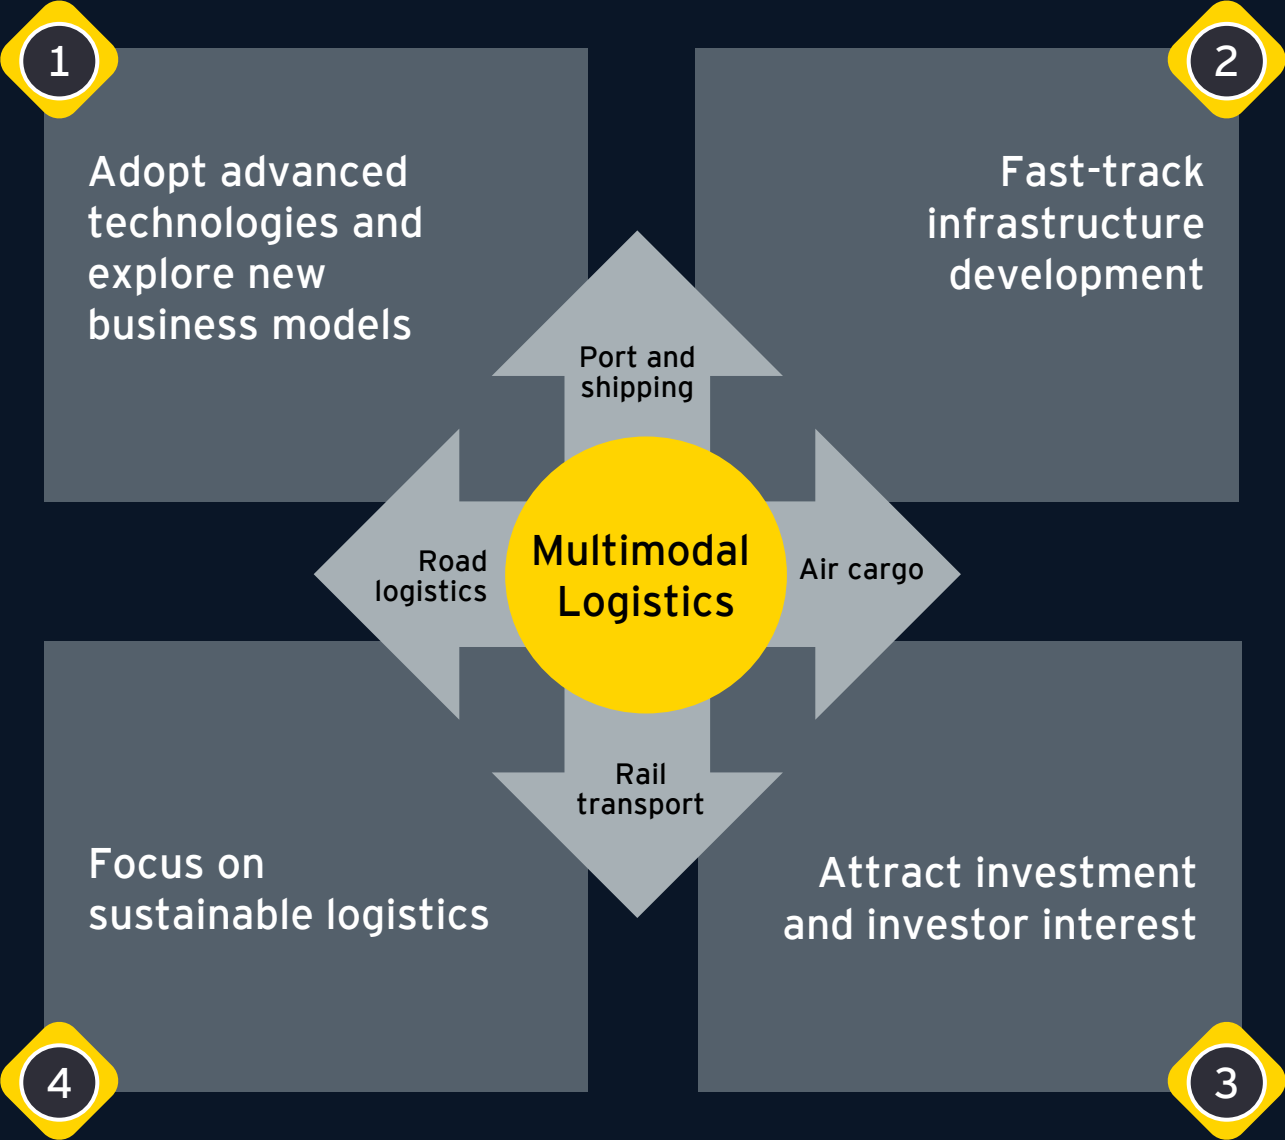 1
Adopt advanced
technologies and
explore new
business models
2
Fast-track
infrastructure
development
Port and
shipping
Road
logistics
Multimodal
Logistics
Air cargo
Rail
transport
4
Focus on
sustainable logistics
3
Attract investment
and investor interest